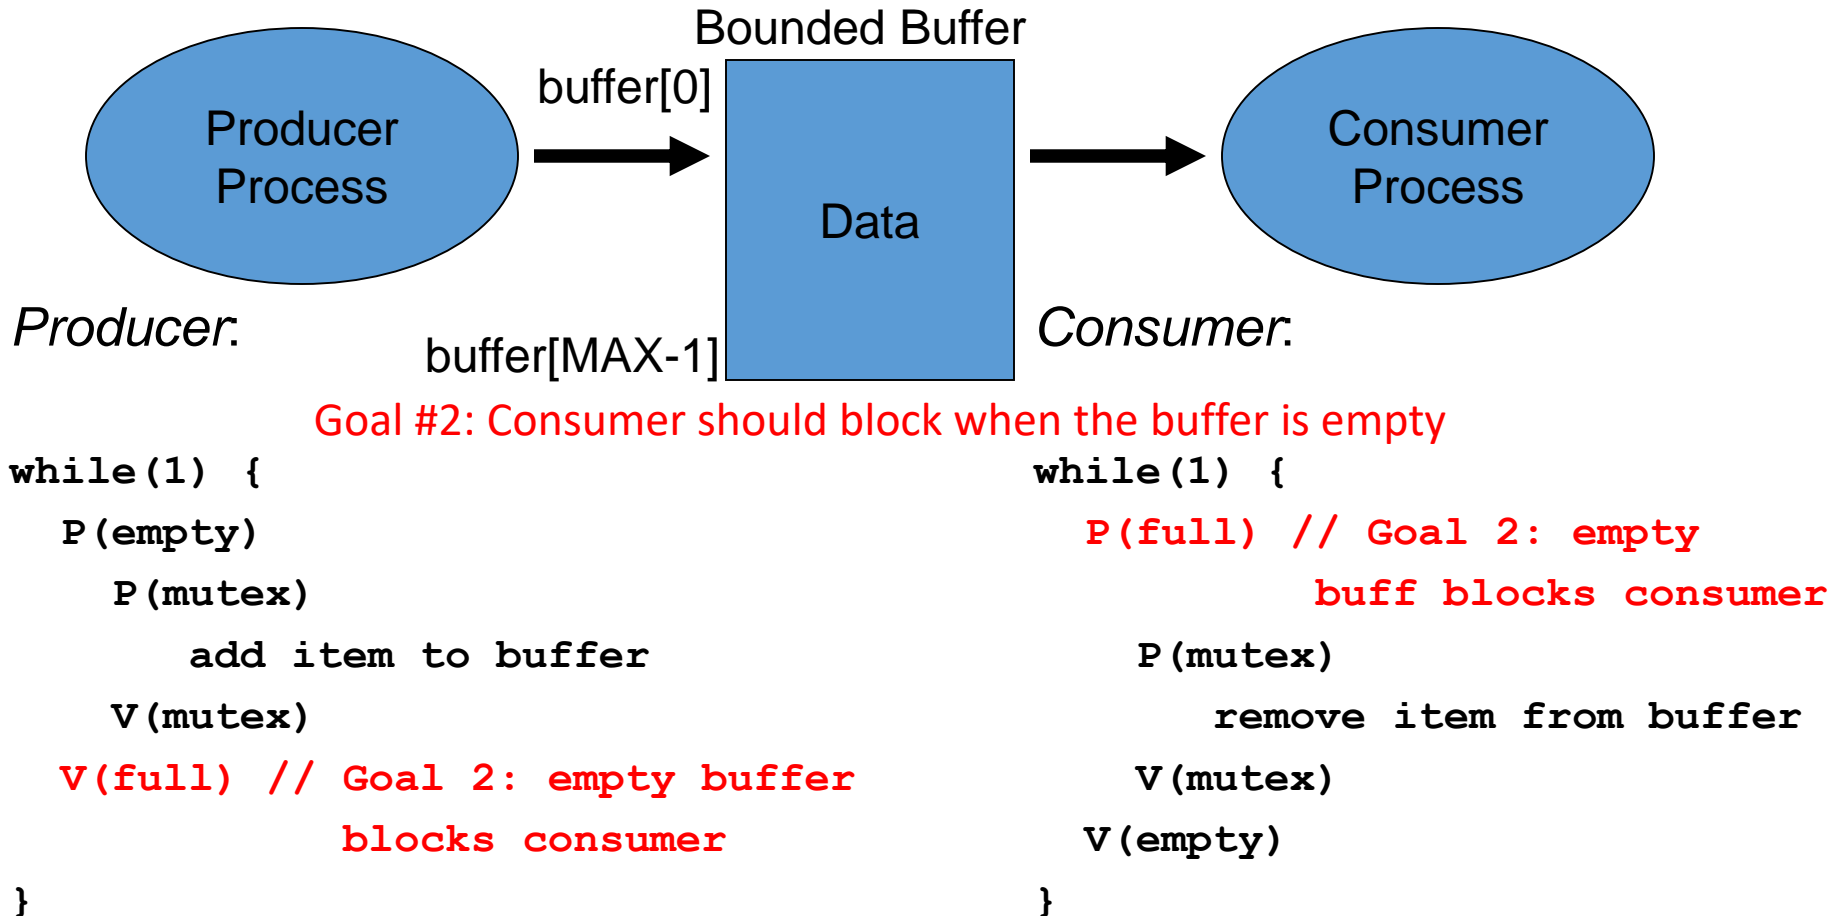 Bounded Buffer
buffer[0]
Producer
Process
Data
Consumer
Process
buffer[MAX-1]
Producer:
Consumer:
Goal #2: Consumer should block when the buffer is empty
while(1) {
P(empty)
P(mutex)
add item to buffer
V(mutex)
V(full) // Goal 2: empty buffer
blocks consumer
}
while(1) {
P(full) // Goal 2: empty
buff blocks consumer
P(mutex)
remove item from buffer
V(mutex)
V(empty)
}